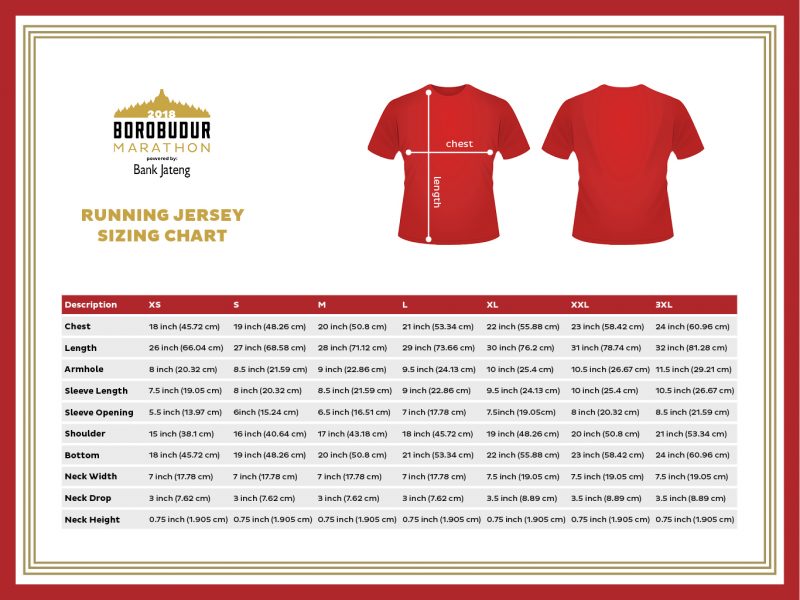 2018
BOROBUDUR
MARATHON
powered by:
Bank Jateng
RUNNING JERSEY
SIZING CHART
chest
length
Description XS S M L XL XXL 3XL
Chest 18 inch (45.72 cm) 19 inch (48.26 cm) 20 inch (50.8 cm) 21 inch (53.34 cm) 22 inch (55.88 cm) 23 inch (58.42 cm) 24 inch (60.96 cm)
Length 26 inch (66.04 cm) 27 inch (68.58 cm) 28 inch (71.12 cm) 29 inch (73.66 cm) 30 inch (76.2 cm) 31 inch (78.74 cm) 32 inch (81.28 cm)
Armhole 8 inch (20.32 cm) 8.5 inch (21.59 cm) 9 inch (22.86 cm) 9.5 inch (24.13 cm) 10 inch (25.4 cm) 10.5 inch (26.67 cm) 11.5 inch (29.21 cm)
Sleeve Length 7.5 inch (19.05 cm) 8 inch (20.32 cm) 8.5 inch (21.59 cm) 9 inch (22.86 cm) 9.5 inch (24.13 cm) 10 inch (25.4 cm) 10.5 inch (26.67 cm)
Sleeve Opening 5.5 inch (13.97 cm) 6inch (15.24 cm) 6.5 inch (16.51 cm) 7 inch (17.78 cm) 7.5inch (19.05cm) 8 inch (20.32 cm) 8.5 inch (21.59 cm)
Shoulder 15 inch (38.1 cm) 16 inch (40.64 cm) 17 inch (43.18 cm) 18 inch (45.72 cm) 19 inch (48.26 cm) 20 inch (50.8 cm) 21 inch (53.34 cm)
Bottom 18 inch (45.72 cm) 19 inch (48.26 cm) 20 inch (50.8 cm) 21 inch (53.34 cm) 22 inch (55.88 cm) 23 inch (58.42 cm) 24 inch (60.96 cm)
Neck Width 7 inch (17.78 cm) 7 inch (17.78 cm) 7 inch (17.78 cm) 7 inch (17.78 cm) 7.5 inch (19.05 cm) 7.5 inch (19.05 cm) 7.5 inch (19.05 cm)
Neck Drop 3 inch (7.62 cm) 3 inch (7.62 cm) 3 inch (7.62 cm) 3 inch (7.62 cm) 3.5 inch (8.89 cm) 3.5 inch (8.89 cm) 3.5 inch (8.89 cm)
Neck Height 0.75 inch (1.905 cm) 0.75 inch (1.905 cm) 0.75 inch (1.905 cm) 0.75 inch (1.905 cm) 0.75 inch (1.905 cm) 0.75 inch (1.905 cm) 0.75 inch (1.905 cm)